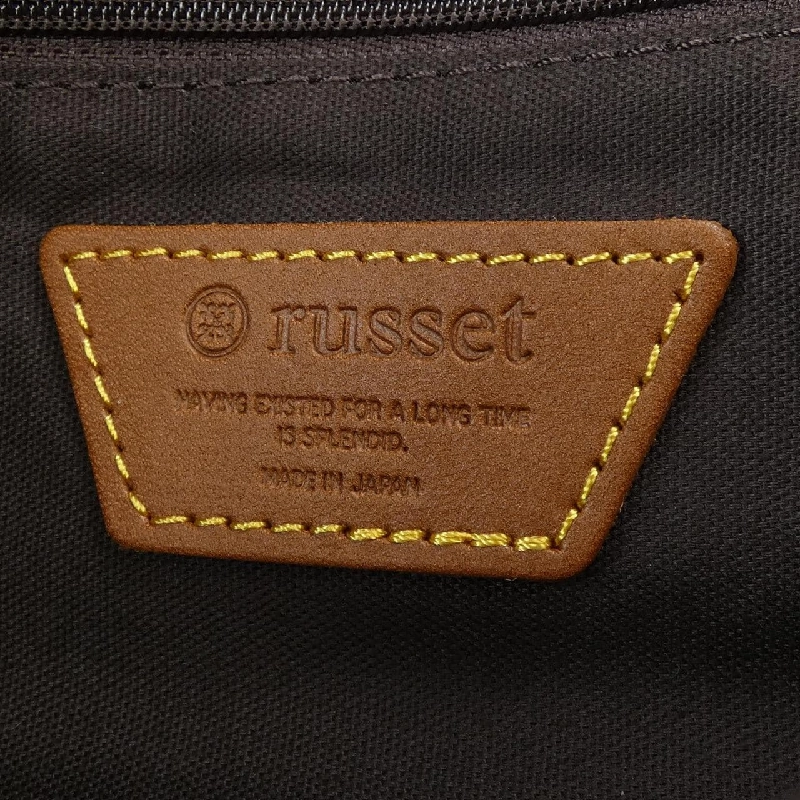 russet
HAVING EXISTED FOR A LONG TIME
IS SPLENDID.
MADE IN JAPAN